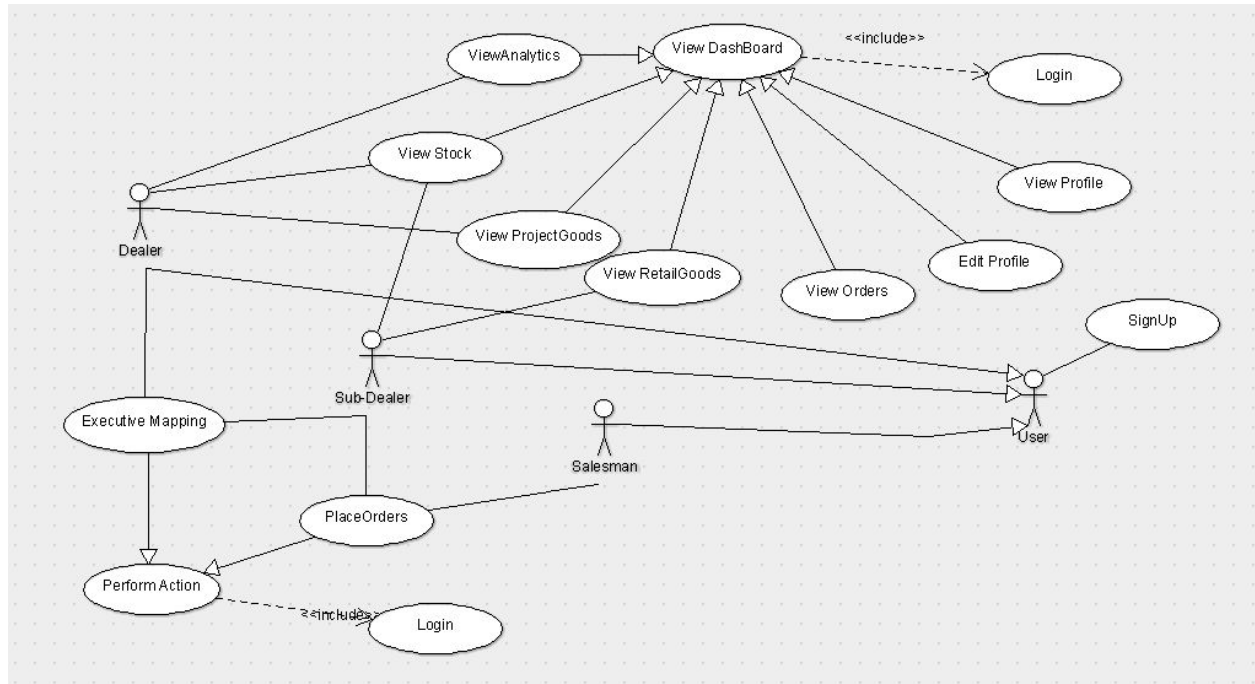 View DashBoard
<<include>>
ViewAnalytics
Login
View Stock
View Profile
Dealer
View ProjectGoods
View RetailGoods
Edit Profile
View Orders
SignUp
Sub-Dealer
Executive Mapping
User
Salesman
PlaceOrders
Perform Action
<<include>>
Login